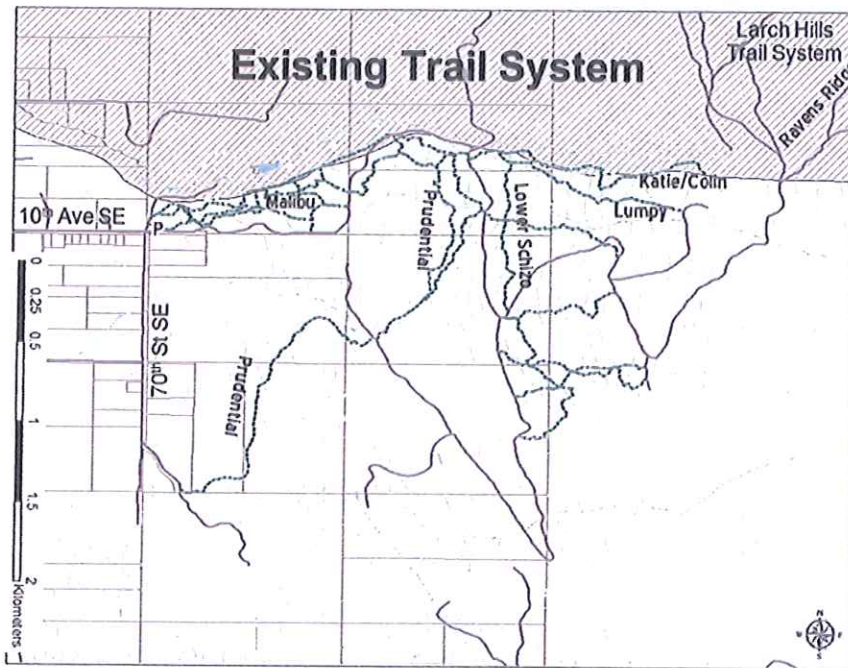 Larch Hills
Trail System
Existing Trail System
Ravens Ridge
Katie/Colin
Malibu
Lumpy
10th Ave SE
P
Prudential
Lower Schizo
0
0.25
0.5
1
1.5
2
Kilometers
70th St SE
Prudential
N
S